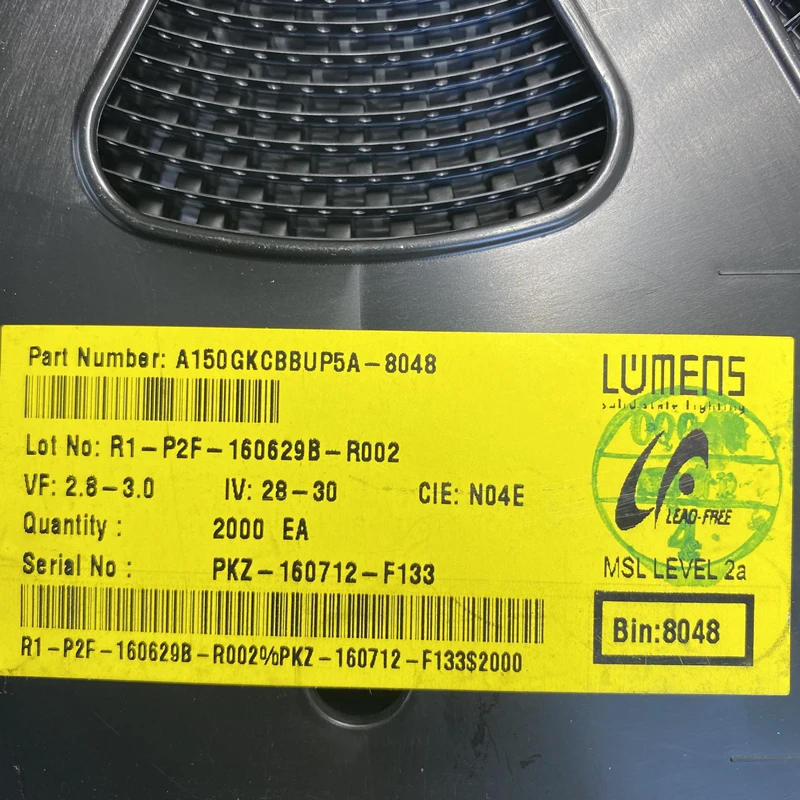 Part Number: A150GKCBBUP5A-8048
LUMENS
solid state lighting
Lot No: R1-P2F-160629B-R002
VF: 2.8-3.0 IV: 28-30 CIE: N04E
LEAD-FREE
Quantity : 2000 EA
4
Serial No : PKZ-160712-F133
MSL LEVEL 2a
Bin:8048
R1-P2F-160629B-R002%PKZ-160712-F133$2000